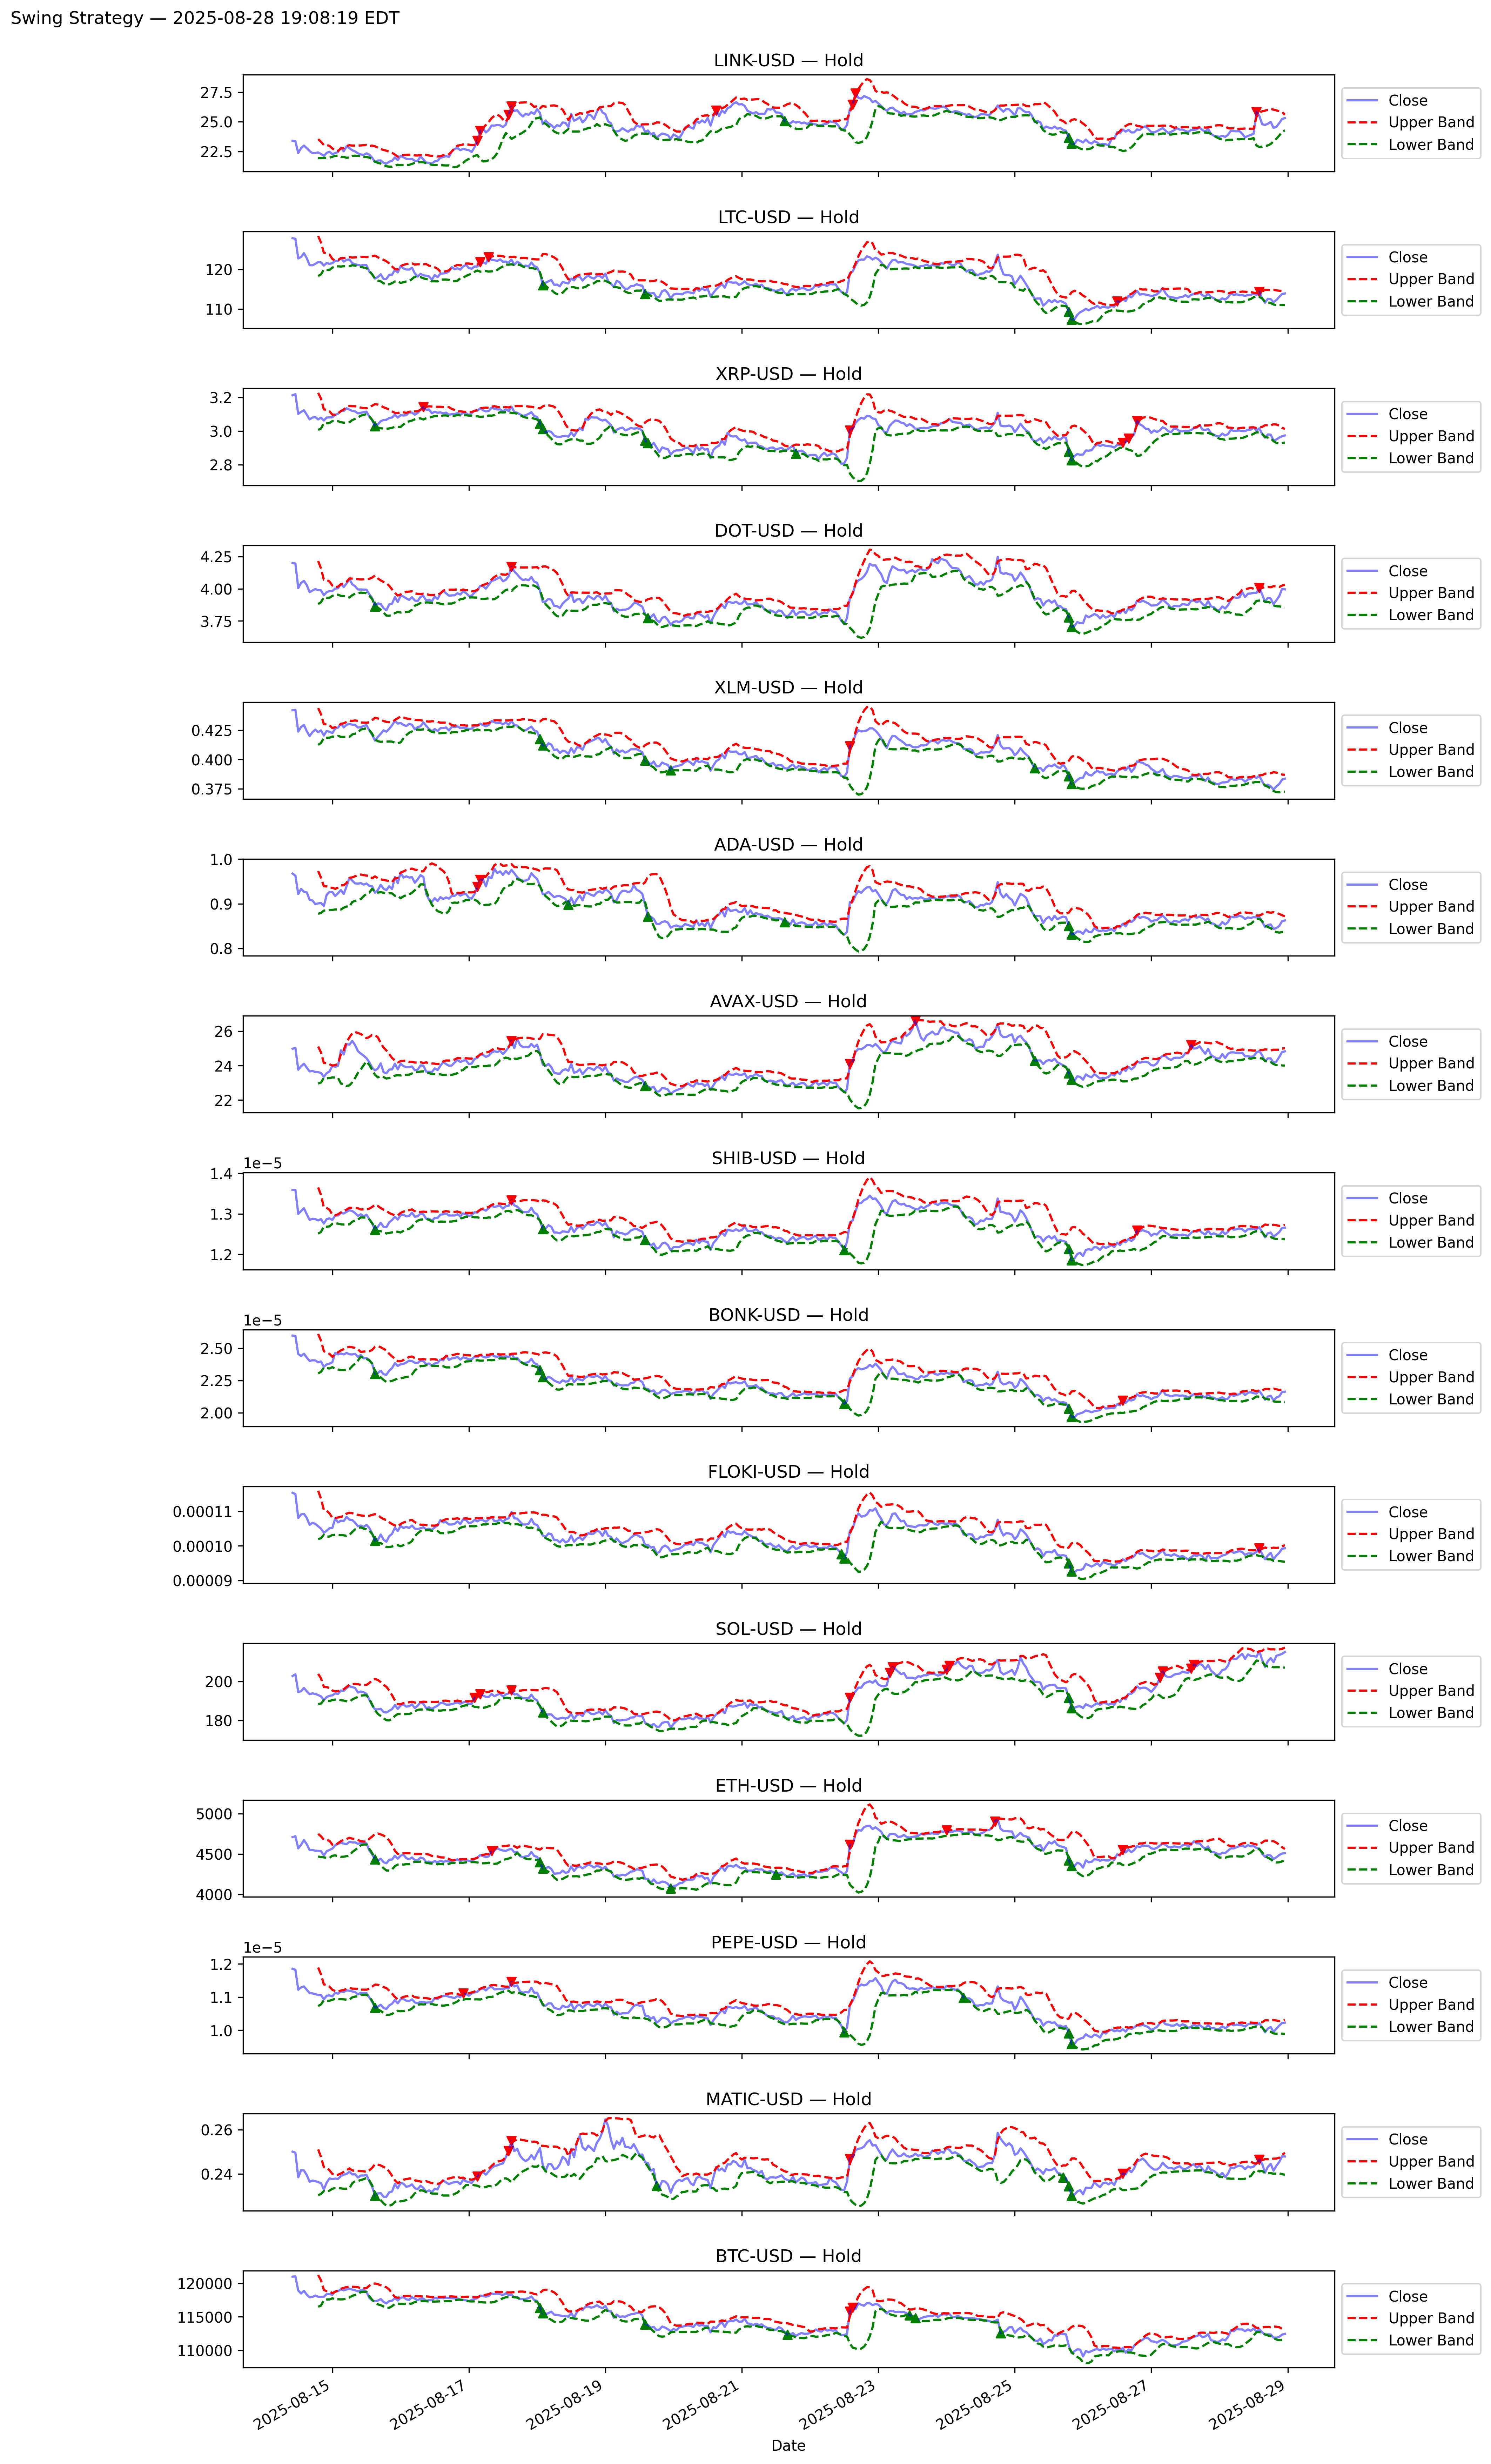 Swing Strategy — 2025-08-28 19:08:19 EDT
LINK-USD — Hold
27.5
25.0
22.5
Close
Upper Band
Lower Band
LTC-USD — Hold
120
110
Close
Upper Band
Lower Band
XRP-USD — Hold
3.2
3.0
2.8
Close
Upper Band
Lower Band
DOT-USD — Hold
4.25
4.00
3.75
Close
Upper Band
Lower Band
XLM-USD — Hold
0.425
0.400
0.375
Close
Upper Band
Lower Band
ADA-USD — Hold
1.0
0.9
0.8
Close
Upper Band
Lower Band
AVAX-USD — Hold
26
24
22
Close
Upper Band
Lower Band
SHIB-USD — Hold
1e−5
1.4
1.3
1.2
Close
Upper Band
Lower Band
BONK-USD — Hold
1e−5
2.50
2.25
2.00
Close
Upper Band
Lower Band
FLOKI-USD — Hold
0.00011
0.00010
0.00009
Close
Upper Band
Lower Band
SOL-USD — Hold
200
180
Close
Upper Band
Lower Band
ETH-USD — Hold
5000
4500
4000
Close
Upper Band
Lower Band
PEPE-USD — Hold
1e−5
1.2
1.1
1.0
Close
Upper Band
Lower Band
MATIC-USD — Hold
0.26
0.24
Close
Upper Band
Lower Band
BTC-USD — Hold
120000
115000
110000
Close
Upper Band
Lower Band
2025-08-15
2025-08-17
2025-08-19
2025-08-21
2025-08-23
2025-08-25
2025-08-27
2025-08-29
Date